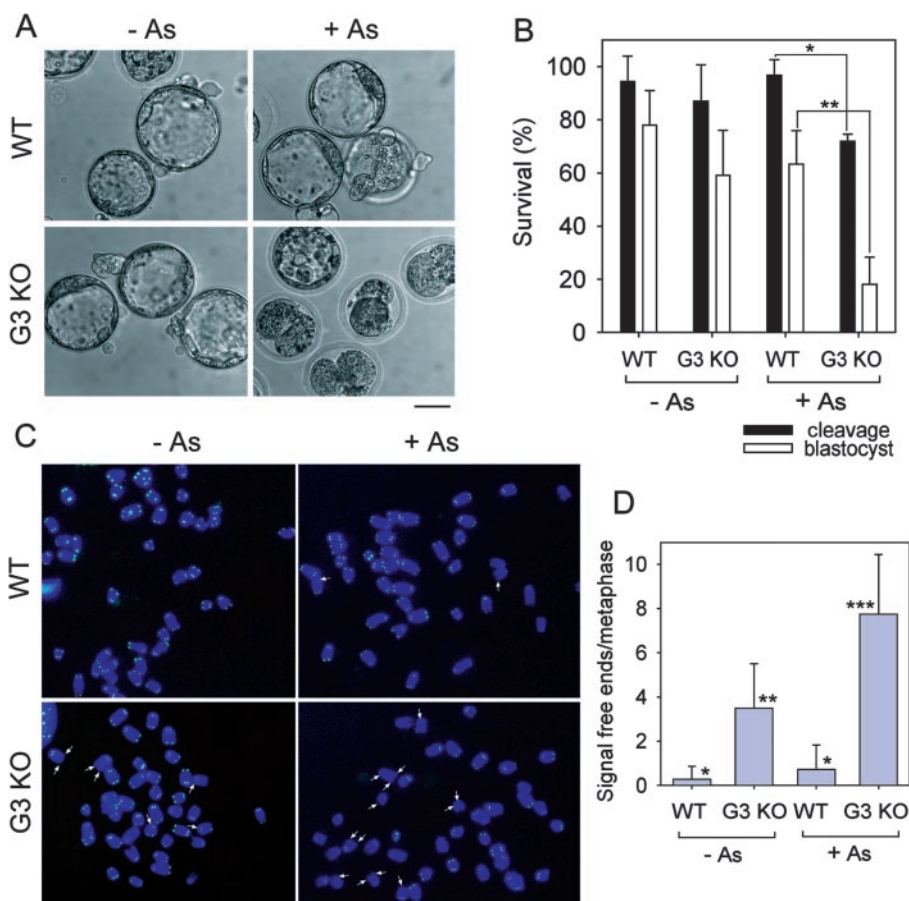 A
- As
+ As
WT
G3 KO
B
Survival (%)
100
80
60
40
20
0
*
**
WT
G3 KO
WT
G3 KO
- As
+ As
cleavage
blastocyst
C
- As
+ As
WT
G3 KO
D
Signal free ends/metaphase
10
8
6
4
2
0
*
**
*
***
WT
G3 KO
WT
G3 KO
- As
+ As